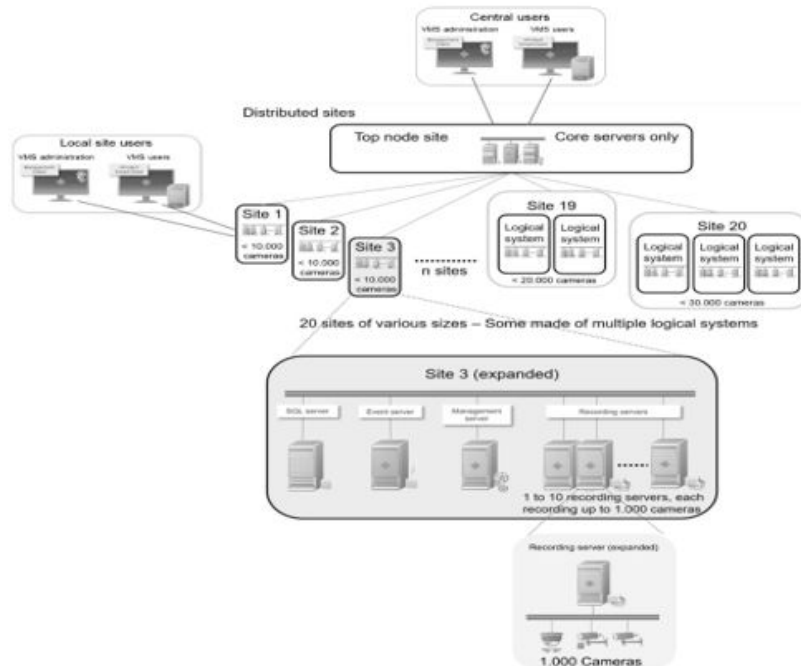 Central users
VMS administration VMS users
Distributed sites
Top node site Core servers only
Local site users
VMS administration VMS users
Site 1
< 10.000
cameras
Site 2
< 10.000
cameras
Site 3
< 10.000
cameras
n sites
Site 19
Logical system Logical system
< 20.000 cameras
Site 20
Logical system Logical system Logical system
< 30.000 cameras
20 sites of various sizes – Some made of multiple logical systems
Site 3 (expanded)
SQL server Event server Management server Recording servers
1 to 10 recording servers, each
recording up to 1.000 cameras
Recording server (expanded)
1.000 Cameras